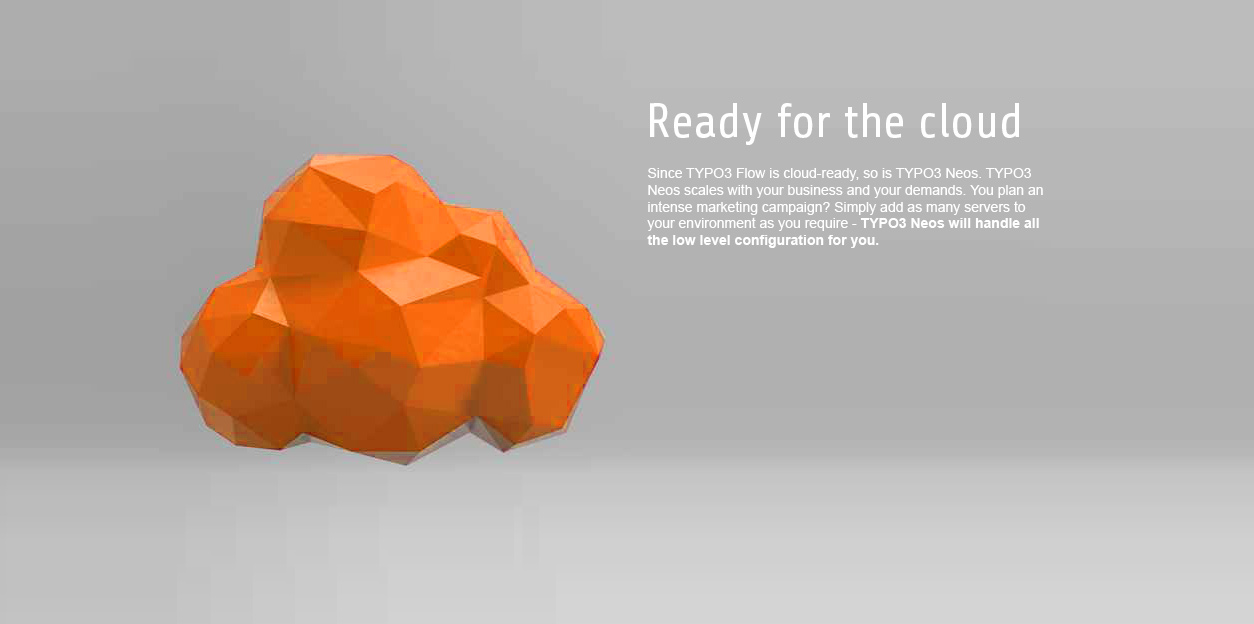 Ready for the cloud
Since TYPO3 Flow is cloud-ready, so is TYPO3 Neos. TYPO3
Neos scales with your business and your demands. You plan an
intense marketing campaign? Simply add as many servers to
your environment as you require - TYPO3 Neos will handle all
the low level configuration for you.